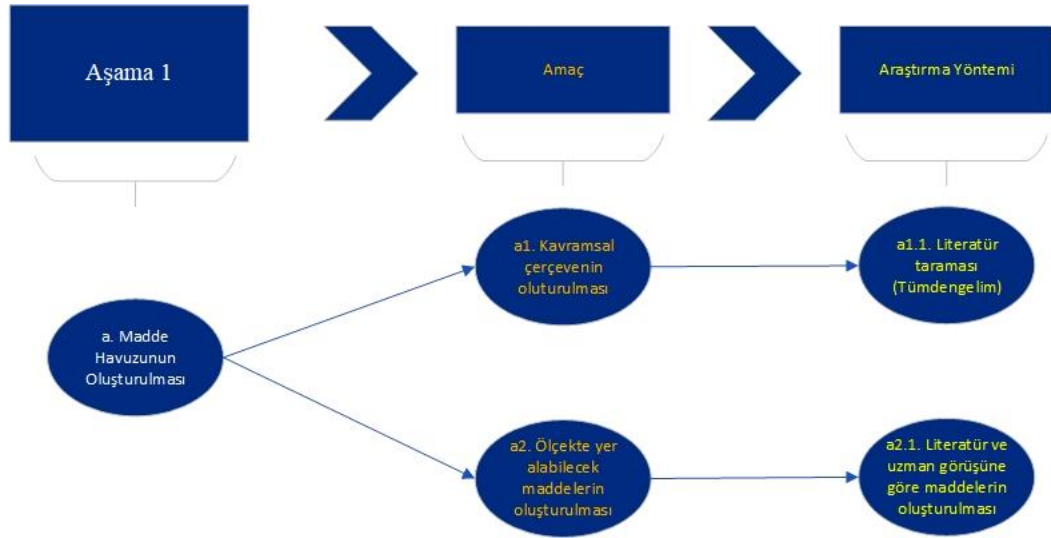 Aşama 1
Amaç
Araştırma Yöntemi
a1. Kavramsal
çerçevenin
oluturulması
a1.1. Literatür
taraması
(Tümdengelim)
a. Madde
Havuzunun
Oluşturulması
a2. Ölçekte yer
alabilecek
maddelerin
oluşturulması
a2.1. Literatür ve
uzman görüşüne
göre maddelerin
oluşturulması